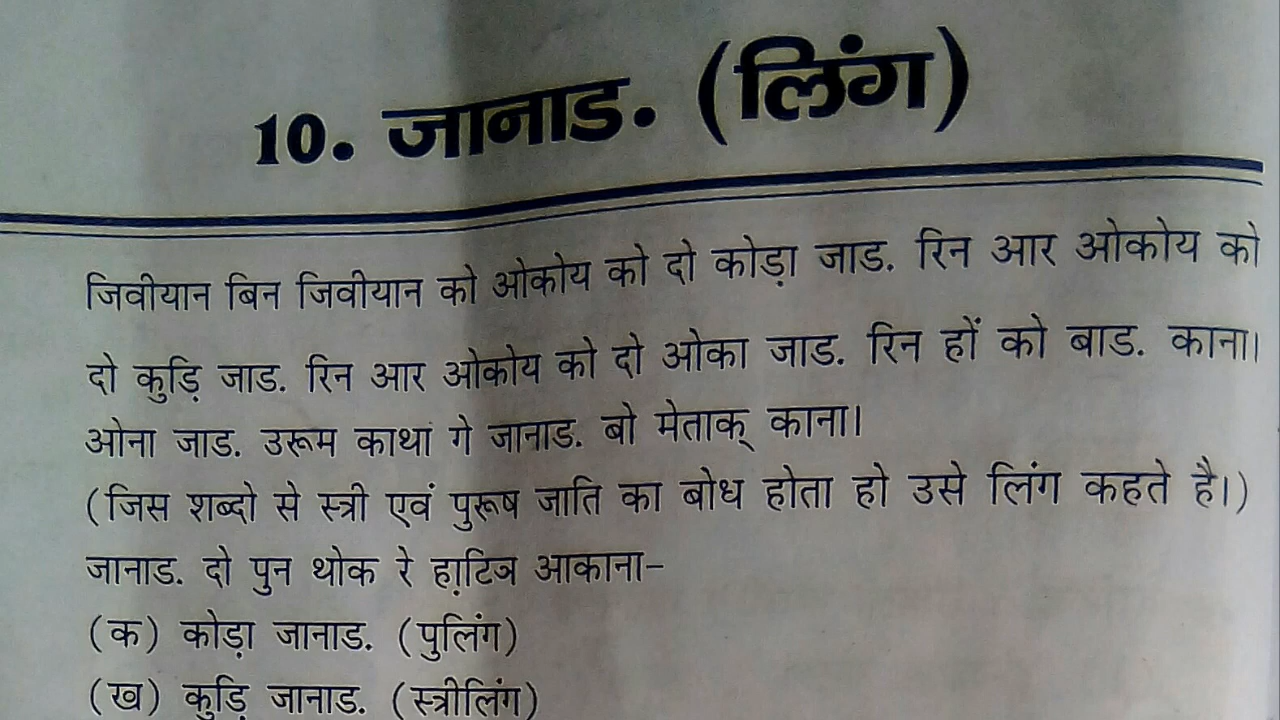 10. जानाड. (लिंग)
जिवीयान बिन जिवीयान को ओकोय को दो कोड़ा जाड. रिन आर ओकोय को
दो कुड़ि जाड. रिन आर ओकोय को दो ओका जाड. रिन हों को बाड. काना।
ओना जाड. उरूम काथा गे जानाड. बो मेताक् काना।
(जिस शब्दो से स्त्री एवं पुरूष जाति का बोध होता हो उसे लिंग कहते है।)
जानाड. दो पुन थोक रे हा़टिञ आकाना–
(क) कोड़ा जानाड. (पुलिंग)
(ख) कुड़ि जानाड. (स्त्रीलिंग)